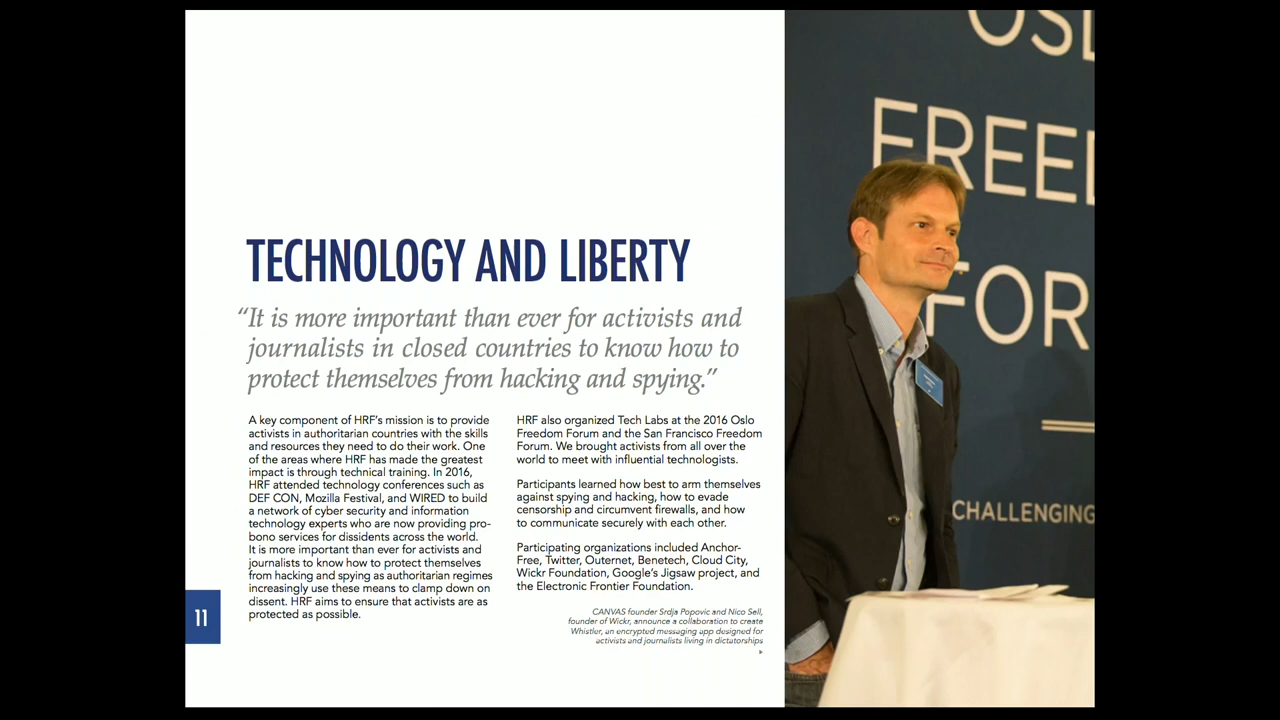 TECHNOLOGY AND LIBERTY
“It is more important than ever for activists and
journalists in closed countries to know how to
protect themselves from hacking and spying.”
A key component of HRF’s mission is to provide
activists in authoritarian countries with the skills
and resources they need to do their work. One
of the areas where HRF has made the greatest
impact is through technical training. In 2016,
HRF attended technology conferences such as
DEF CON, Mozilla Festival, and WIRED to build
a network of cyber security and information
technology experts who are now providing pro-
bono services for dissidents across the world.
It is more important than ever for activists and
journalists to know how to protect themselves
from hacking and spying as authoritarian regimes
increasingly use these means to clamp down on
dissent. HRF aims to ensure that activists are as
protected as possible.
HRF also organized Tech Labs at the 2016 Oslo
Freedom Forum and the San Francisco Freedom
Forum. We brought activists from all over the
world to meet with influential technologists.
Participants learned how best to arm themselves
against spying and hacking, how to evade
censorship and circumvent firewalls, and how
to communicate securely with each other.
Participating organizations included Anchor-
Free, Twitter, Outernet, Benetech, Cloud City,
Wickr Foundation, Google’s Jigsaw project, and
the Electronic Frontier Foundation.
CANVAS founder Srdja Popovic and Nico Sell,
founder of Wickr, announce a collaboration to create
Whistler, an encrypted messaging app designed for
activists and journalists living in dictatorships
11
OSL
FREED
FOR
CHALLENGING